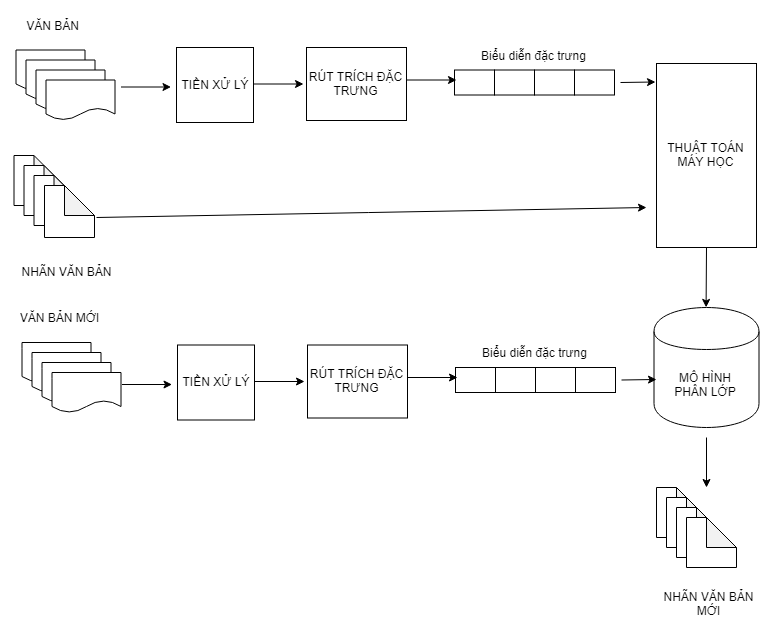 VĂN BẢN
TIỀN XỬ LÝ
RÚT TRÍCH ĐẶC
TRƯNG
Biểu diễn đặc trưng
THUẬT TOÁN
MÁY HỌC
NHÃN VĂN BẢN
VĂN BẢN MỚI
TIỀN XỬ LÝ
RÚT TRÍCH ĐẶC
TRƯNG
Biểu diễn đặc trưng
MÔ HÌNH
PHÂN LỚP
NHÃN VĂN BẢN
MỚI